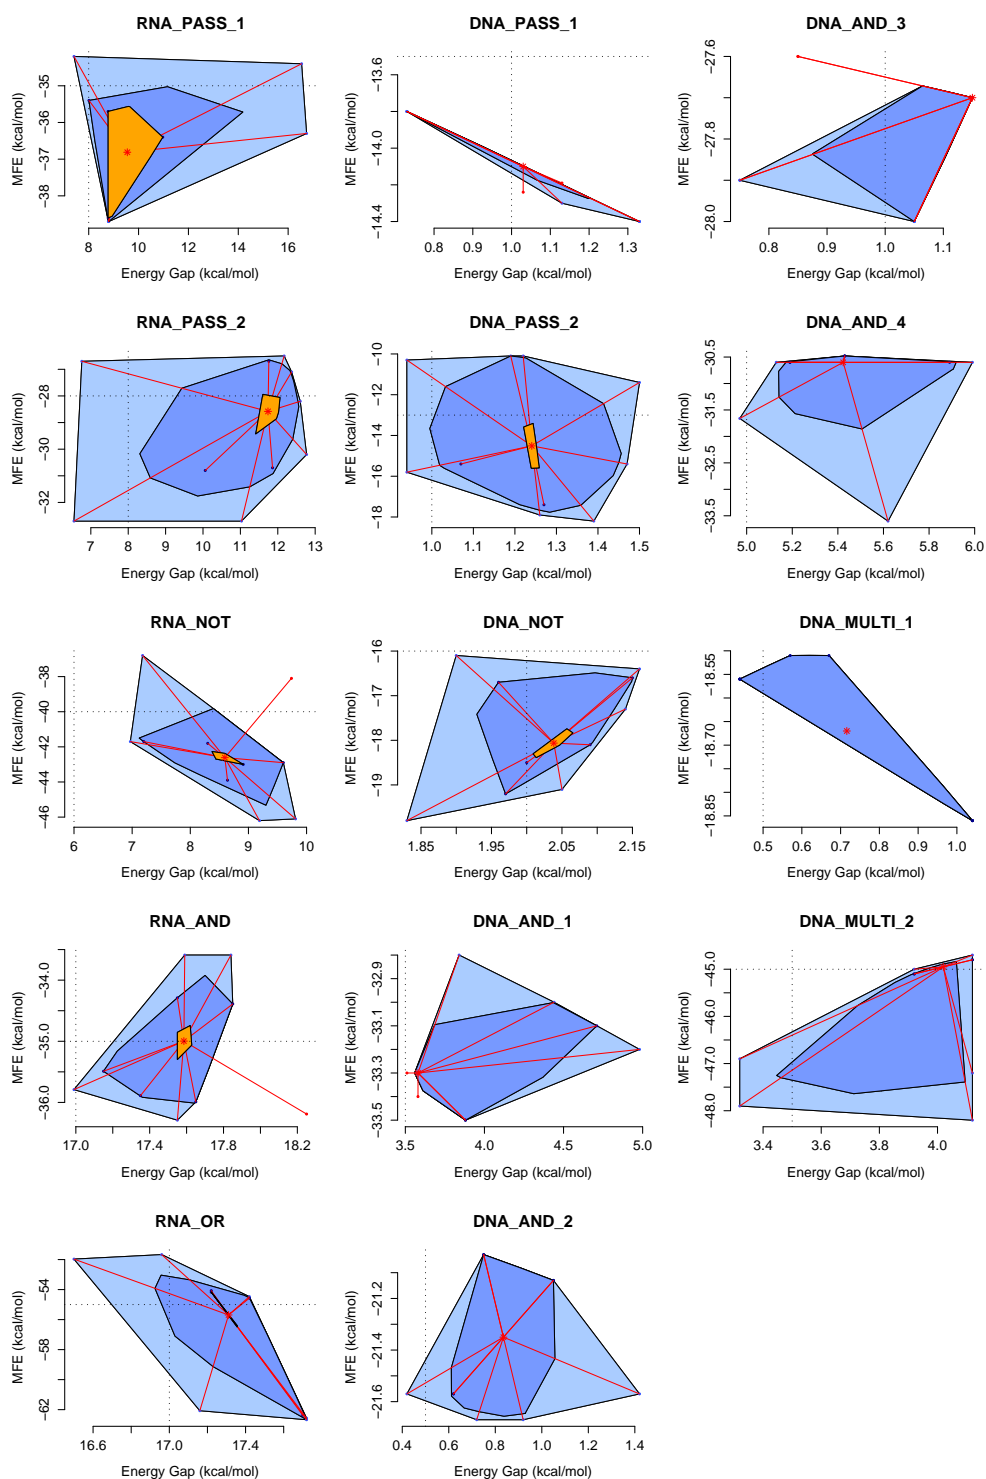 RNA_PASS_1
DNA_PASS_1
DNA_AND_3
MFE (kcal/mol)
−38 −37 −36 −35
8 10 12 14 16
Energy Gap (kcal/mol)
MFE (kcal/mol)
−14.4 −14.0 −13.6
0.8 0.9 1.0 1.1 1.2 1.3
Energy Gap (kcal/mol)
MFE (kcal/mol)
−28.0 −27.8 −27.6
0.8 0.9 1.0 1.1
Energy Gap (kcal/mol)
RNA_PASS_2
DNA_PASS_2
DNA_AND_4
MFE (kcal/mol)
−32 −30 −28
7 8 9 10 11 12 13
Energy Gap (kcal/mol)
MFE (kcal/mol)
−18 −16 −14 −12 −10
1.0 1.1 1.2 1.3 1.4 1.5
Energy Gap (kcal/mol)
MFE (kcal/mol)
−33.5 −32.5 −31.5 −30.5
5.0 5.2 5.4 5.6 5.8 6.0
Energy Gap (kcal/mol)
RNA_NOT
DNA_NOT
DNA_MULTI_1
MFE (kcal/mol)
−46 −44 −42 −40 −38
6 7 8 9 10
Energy Gap (kcal/mol)
MFE (kcal/mol)
−19 −18 −17 −16
1.85 1.95 2.05 2.15
Energy Gap (kcal/mol)
MFE (kcal/mol)
−18.85 −18.70 −18.55
0.5 0.6 0.7 0.8 0.9 1.0
Energy Gap (kcal/mol)
RNA_AND
DNA_AND_1
DNA_MULTI_2
MFE (kcal/mol)
−36.0 −35.0 −34.0
17.0 17.4 17.8 18.2
Energy Gap (kcal/mol)
MFE (kcal/mol)
−33.5 −33.3 −33.1 −32.9
3.5 4.0 4.5 5.0
Energy Gap (kcal/mol)
MFE (kcal/mol)
−48.0 −47.0 −46.0 −45.0
3.4 3.6 3.8 4.0
Energy Gap (kcal/mol)
RNA_OR
DNA_AND_2
MFE (kcal/mol)
−62 −58 −54
16.6 17.0 17.4
Energy Gap (kcal/mol)
MFE (kcal/mol)
−21.6 −21.4 −21.2
0.4 0.6 0.8 1.0 1.2 1.4
Energy Gap (kcal/mol)